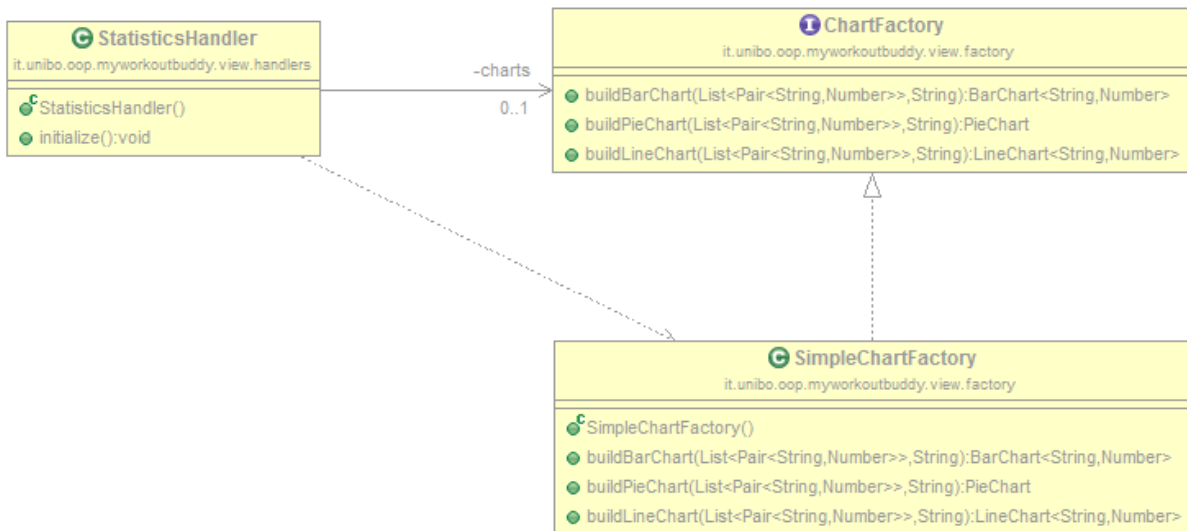 StatisticsHandler
it.unibo.oop.myworkoutbuddy.view.handlers
StatisticsHandler()
initialize():void
-charts
0..1
ChartFactory
it.unibo.oop.myworkoutbuddy.view.factory
buildBarChart(List<Pair<String,Number>>,String):BarChart<String,Number>
buildPieChart(List<Pair<String,Number>>,String):PieChart
buildLineChart(List<Pair<String,Number>>,String):LineChart<String,Number>
SimpleChartFactory
it.unibo.oop.myworkoutbuddy.view.factory
SimpleChartFactory()
buildBarChart(List<Pair<String,Number>>,String):BarChart<String,Number>
buildPieChart(List<Pair<String,Number>>,String):PieChart
buildLineChart(List<Pair<String,Number>>,String):LineChart<String,Number>